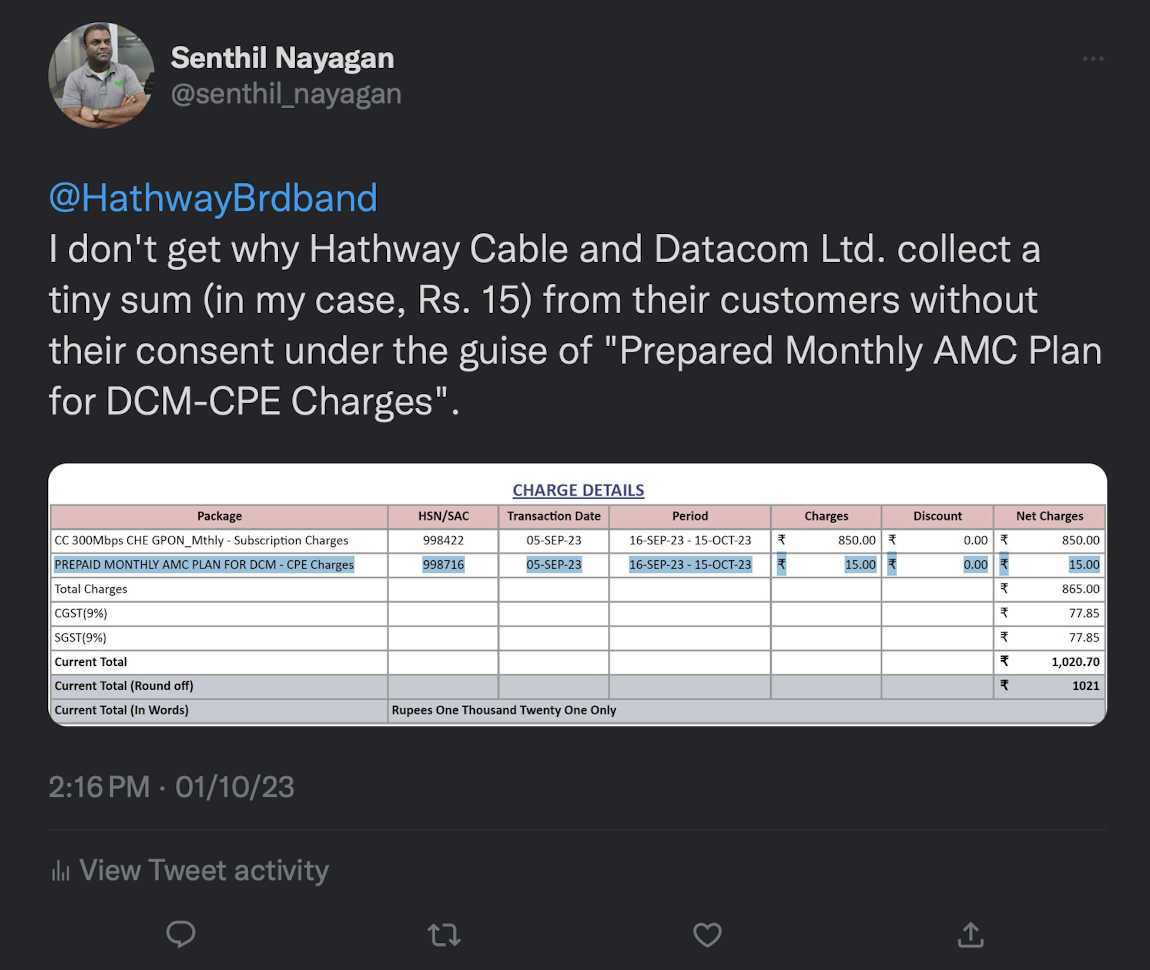 Senthil Nayagan
@senthil_nayagan
@HathwayBrdband
I don't get why Hathway Cable and Datacom Ltd. collect a
tiny sum (in my case, Rs. 15) from their customers without
their consent under the guise of "Prepared Monthly AMC Plan
for DCM-CPE Charges".
CHARGE DETAILS
Package HSN/SAC Transaction Date Period Charges Discount Net Charges
CC 300Mbps CHE GPON_Mthly - Subscription Charges 998422 05-SEP-23 16-SEP-23 - 15-OCT-23 ₹ 850.00 ₹ 0.00 ₹ 850.00
PREPAID MONTHLY AMC PLAN FOR DCM - CPE Charges 998716 05-SEP-23 16-SEP-23 - 15-OCT-23 ₹ 15.00 ₹ 0.00 ₹ 15.00
Total Charges ₹ 865.00
CGST(9%) ₹ 77.85
SGST(9%) ₹ 77.85
Current Total ₹ 1,020.70
Current Total (Round off) ₹ 1021
Current Total (In Words) Rupees One Thousand Twenty One Only
2:16 PM · 01/10/23
View Tweet activity